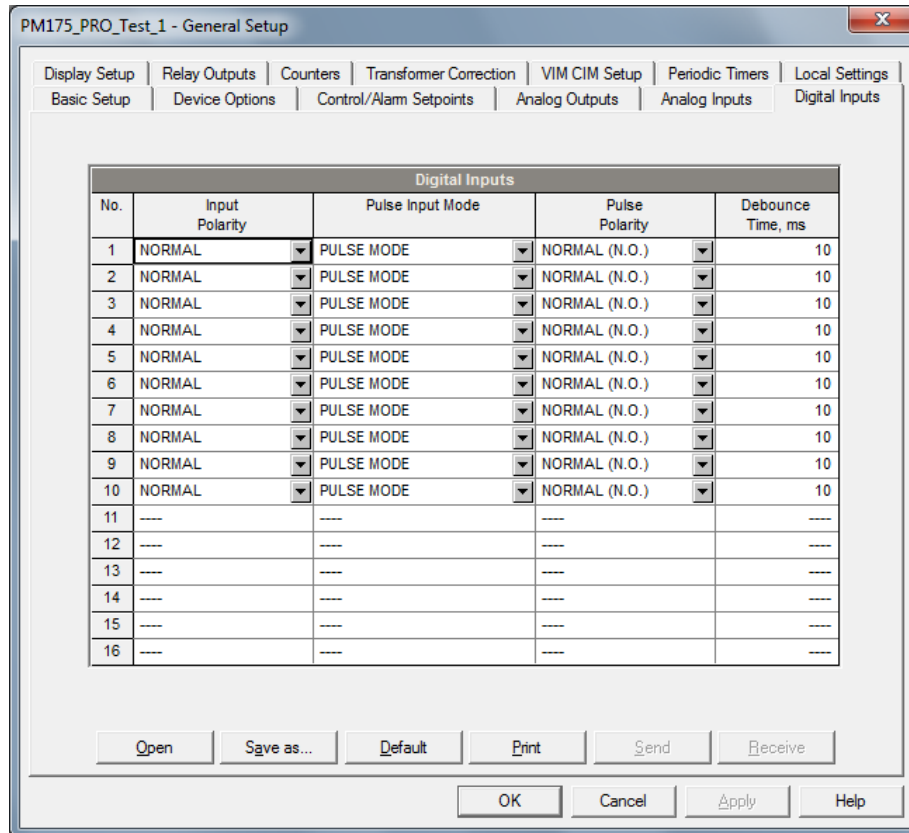 PM175_PRO_Test_1 - General Setup
Display Setup Relay Outputs Counters Transformer Correction VIM CIM Setup Periodic Timers Local Settings
Basic Setup Device Options Control/Alarm Setpoints Analog Outputs Analog Inputs Digital Inputs
Digital Inputs
No. Input Polarity Pulse Input Mode Pulse Polarity Debounce Time, ms
1 NORMAL PULSE MODE NORMAL (N.O.) 10
2 NORMAL PULSE MODE NORMAL (N.O.) 10
3 NORMAL PULSE MODE NORMAL (N.O.) 10
4 NORMAL PULSE MODE NORMAL (N.O.) 10
5 NORMAL PULSE MODE NORMAL (N.O.) 10
6 NORMAL PULSE MODE NORMAL (N.O.) 10
7 NORMAL PULSE MODE NORMAL (N.O.) 10
8 NORMAL PULSE MODE NORMAL (N.O.) 10
9 NORMAL PULSE MODE NORMAL (N.O.) 10
10 NORMAL PULSE MODE NORMAL (N.O.) 10
11 ---- ---- ---- ----
12 ---- ---- ---- ----
13 ---- ---- ---- ----
14 ---- ---- ---- ----
15 ---- ---- ---- ----
16 ---- ---- ---- ----
Open Save as... Default Print Send Receive
OK Cancel Apply Help